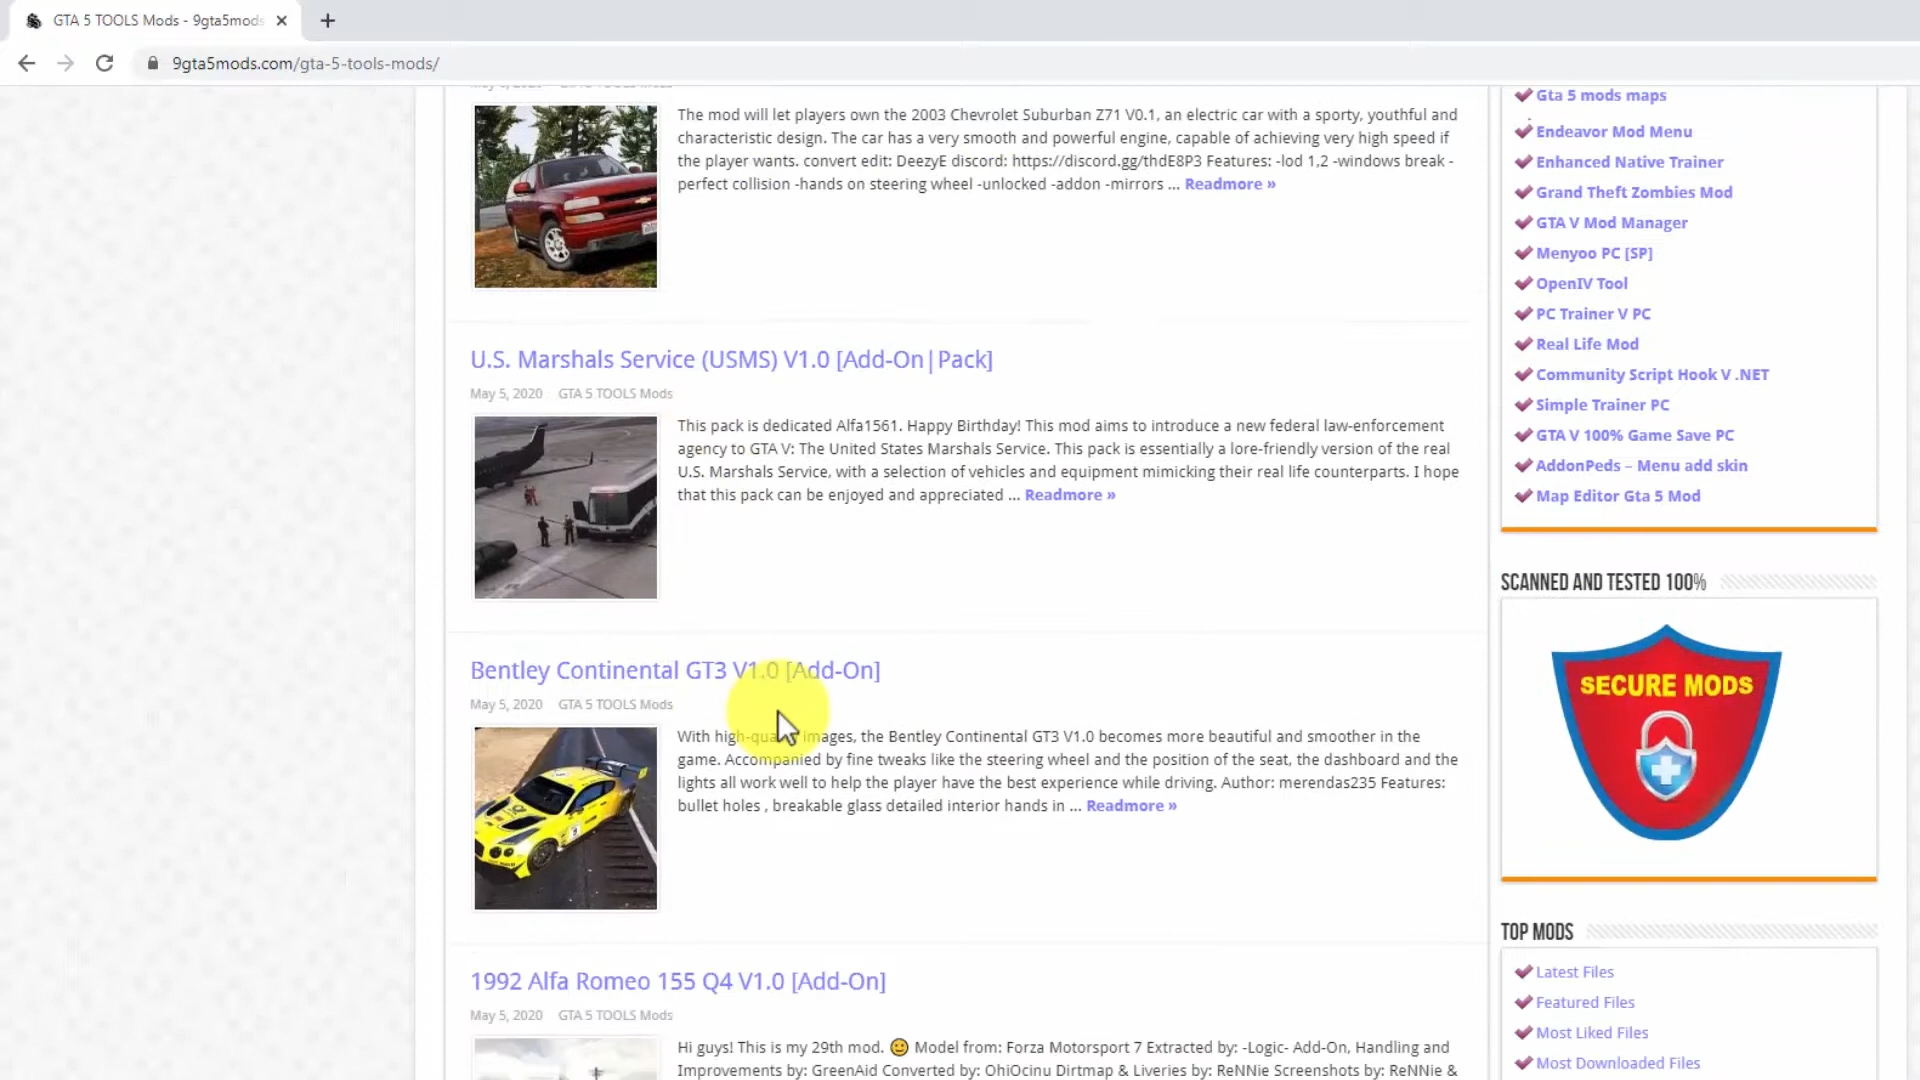 GTA 5 TOOLS Mods - 9gta5mods
9gta5mods.com/gta-5-tools-mods/
The mod will let players own the 2003 Chevrolet Suburban Z71 V0.1, an electric car with a sporty, youthful and
characteristic design. The car has a very smooth and powerful engine, capable of achieving very high speed if
the player wants. convert edit: DeezyE discord: https://discord.gg/thdE8P3 Features: -lod 1,2 -windows break -
perfect collision -hands on steering wheel -unlocked -addon -mirrors ... Readmore »
U.S. Marshals Service (USMS) V1.0 [Add-On|Pack]
May 5, 2020 GTA 5 TOOLS Mods
This pack is dedicated Alfa1561. Happy Birthday! This mod aims to introduce a new federal law-enforcement
agency to GTA V: The United States Marshals Service. This pack is essentially a lore-friendly version of the real
U.S. Marshals Service, with a selection of vehicles and equipment mimicking their real life counterparts. I hope
that this pack can be enjoyed and appreciated ... Readmore »
Bentley Continental GT3 V1.0 [Add-On]
May 5, 2020 GTA 5 TOOLS Mods
With high-quality images, the Bentley Continental GT3 V1.0 becomes more beautiful and smoother in the
game. Accompanied by fine tweaks like the steering wheel and the position of the seat, the dashboard and the
lights all work well to help the player have the best experience while driving. Author: merendas235 Features:
bullet holes , breakable glass detailed interior hands in ... Readmore »
1992 Alfa Romeo 155 Q4 V1.0 [Add-On]
May 5, 2020 GTA 5 TOOLS Mods
Hi guys! This is my 29th mod. 🙂 Model from: Forza Motorsport 7 Extracted by: -Logic- Add-On, Handling and
Improvements by: GreenAid Converted by: OhiOcinu Dirtmap & Liveries by: ReNNie Screenshots by: ReNNie &
Gta 5 mods maps
Endeavor Mod Menu
Enhanced Native Trainer
Grand Theft Zombies Mod
GTA V Mod Manager
Menyoo PC [SP]
OpenIV Tool
PC Trainer V PC
Real Life Mod
Community Script Hook V .NET
Simple Trainer PC
GTA V 100% Game Save PC
AddonPeds – Menu add skin
Map Editor Gta 5 Mod
SCANNED AND TESTED 100%
SECURE MODS
TOP MODS
Latest Files
Featured Files
Most Liked Files
Most Downloaded Files